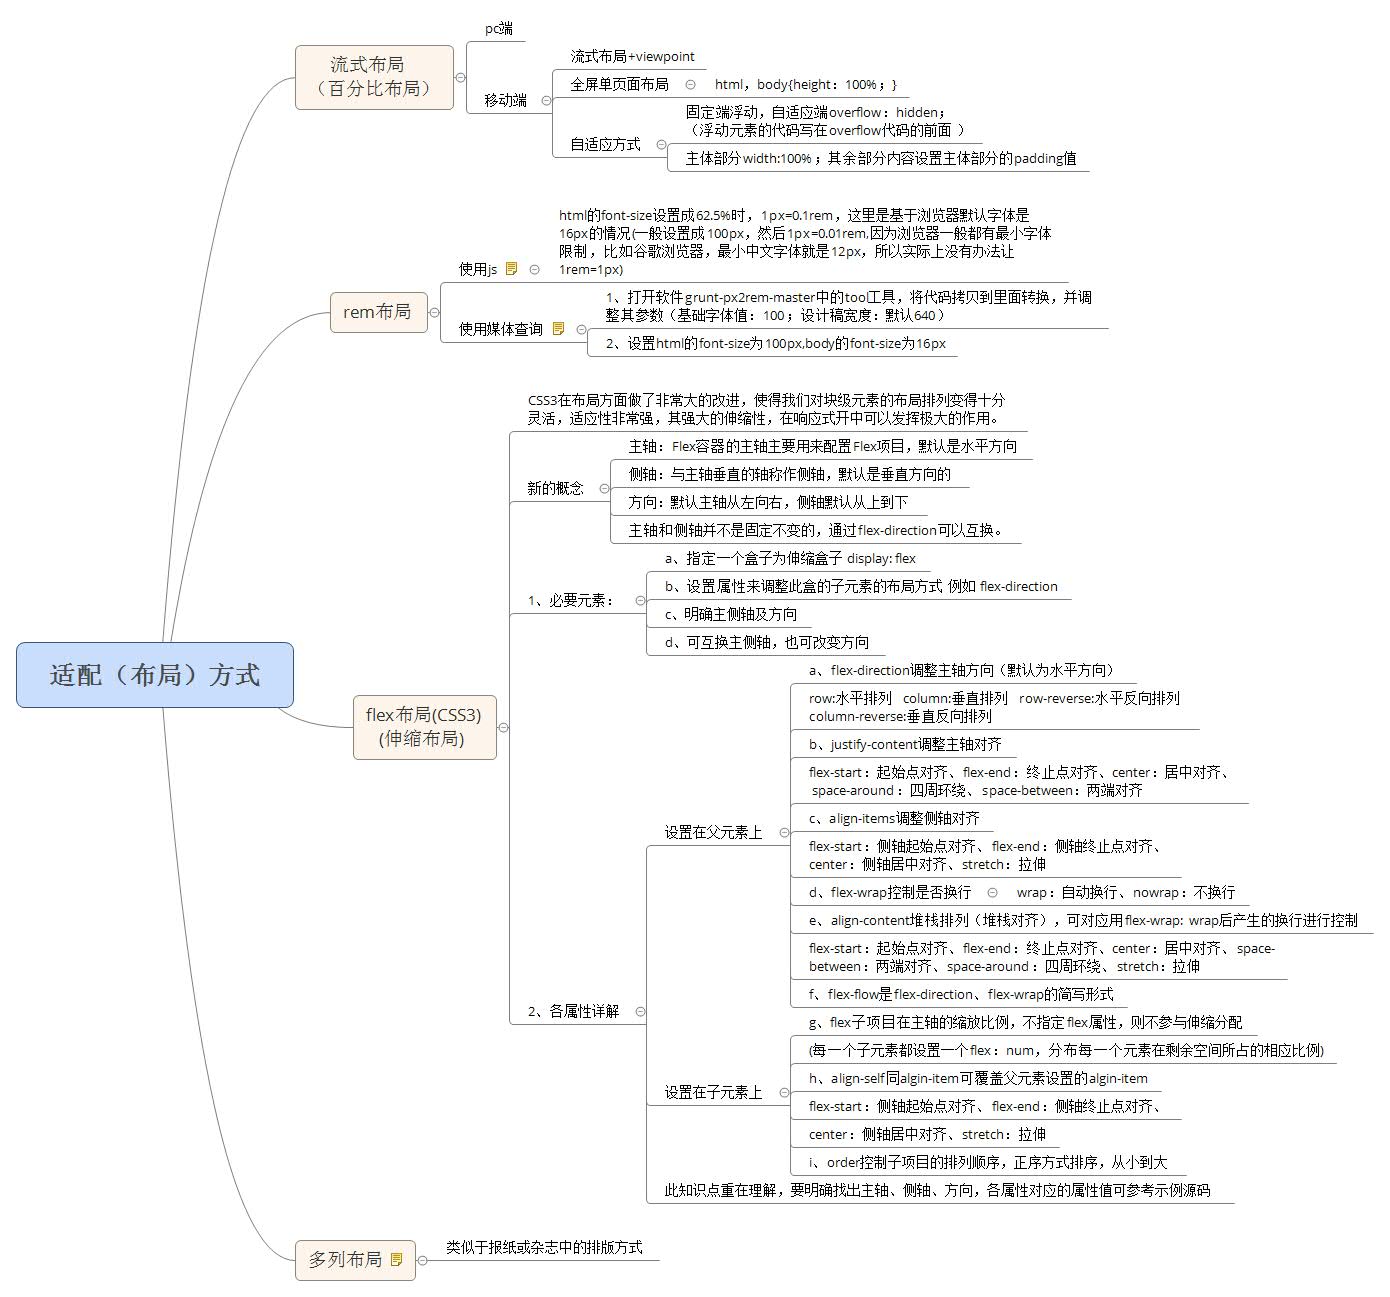 适配（布局）方式
流式布局
（百分比布局）
pc端
移动端
流式布局+viewpoint
全屏单页面布局
html，body{height：100%；}
自适应方式
固定端浮动，自适应端overflow：hidden；
（浮动元素的代码写在overflow代码的前面 ）
主体部分width:100%；其余部分内容设置主体部分的padding值
rem布局
使用js
html的font-size设置成62.5%时，1px=0.1rem，这里是基于浏览器默认字体是
16px的情况(一般设置成100px，然后1px=0.01rem,因为浏览器一般都有最小字体
限制，比如谷歌浏览器，最小中文字体就是12px，所以实际上没有办法让
1rem=1px)
使用媒体查询
1、打开软件grunt-px2rem-master中的tool工具，将代码拷贝到里面转换，并调
整其参数（基础字体值：100；设计稿宽度：默认640）
2、设置html的font-size为100px,body的font-size为16px
flex布局(CSS3)
(伸缩布局)
CSS3在布局方面做了非常大的改进，使得我们对块级元素的布局排列变得十分
灵活，适应性非常强，其强大的伸缩性，在响应式开中可以发挥极大的作用。
新的概念
主轴：Flex容器的主轴主要用来配置Flex项目，默认是水平方向
侧轴：与主轴垂直的轴称作侧轴，默认是垂直方向的
方向：默认主轴从左向右，侧轴默认从上到下
主轴和侧轴并不是固定不变的，通过flex-direction可以互换。
1、必要元素：
a、指定一个盒子为伸缩盒子 display: flex
b、设置属性来调整此盒的子元素的布局方式 例如 flex-direction
c、明确主侧轴及方向
d、可互换主侧轴，也可改变方向
2、各属性详解
设置在父元素上
a、flex-direction调整主轴方向（默认为水平方向）
row:水平排列 column:垂直排列 row-reverse:水平反向排列
column-reverse:垂直反向排列
b、justify-content调整主轴对齐
flex-start：起始点对齐、flex-end：终止点对齐、center：居中对齐、
space-around：四周环绕、space-between：两端对齐
c、align-items调整侧轴对齐
flex-start：侧轴起始点对齐、flex-end：侧轴终止点对齐、
center：侧轴居中对齐、stretch：拉伸
d、flex-wrap控制是否换行
wrap：自动换行、nowrap：不换行
e、align-content堆栈排列（堆栈对齐），可对应用flex-wrap: wrap后产生的换行进行控制
flex-start：起始点对齐、flex-end：终止点对齐、center：居中对齐、space-
between：两端对齐、space-around：四周环绕、stretch：拉伸
f、flex-flow是flex-direction、flex-wrap的简写形式
设置在子元素上
g、flex子项目在主轴的缩放比例，不指定flex属性，则不参与伸缩分配
(每一个子元素都设置一个flex：num，分布每一个元素在剩余空间所占的相应比例)
h、align-self同algin-item可覆盖父元素设置的algin-item
flex-start：侧轴起始点对齐、flex-end：侧轴终止点对齐、
center：侧轴居中对齐、stretch：拉伸
i、order控制子项目的排列顺序，正序方式排序，从小到大
此知识点重在理解，要明确找出主轴、侧轴、方向，各属性对应的属性值可参考示例源码
多列布局
类似于报纸或杂志中的排版方式